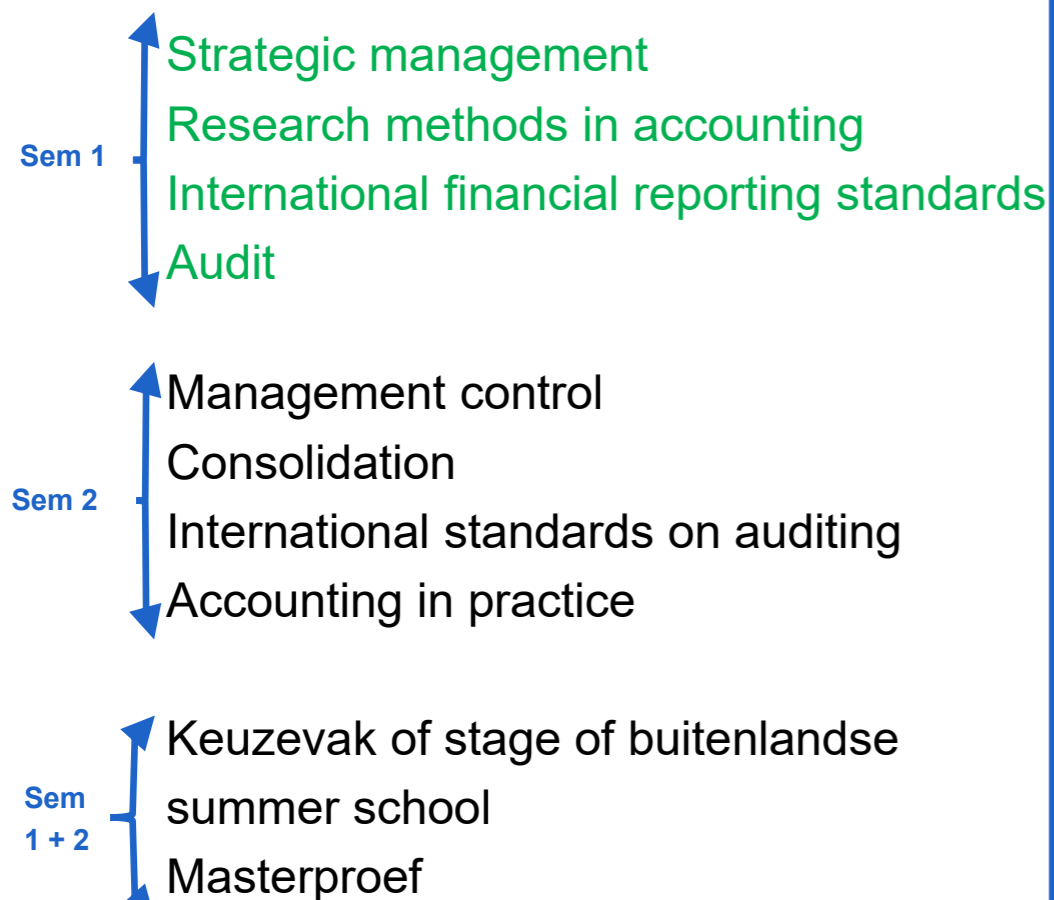 Strategic management
Research methods in accounting
Sem 1
International financial reporting standards
Audit
Management control
Consolidation
Sem 2
International standards on auditing
Accounting in practice
Keuzevak of stage of buitenlandse
Sem
summer school
1 + 2
Masterproef